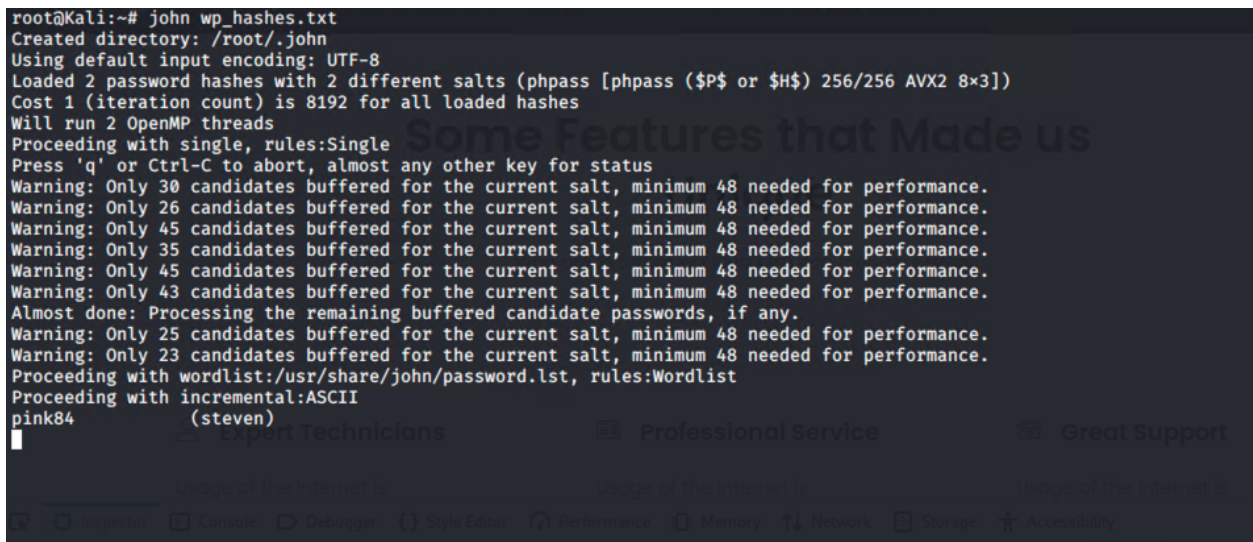 root@Kali:~# john wp_hashes.txt
Created directory: /root/.john
Using default input encoding: UTF-8
Loaded 2 password hashes with 2 different salts (phpass [phpass ($P$ or $H$) 256/256 AVX2 8×3])
Cost 1 (iteration count) is 8192 for all loaded hashes
Will run 2 OpenMP threads
Some Features that Made us
Proceeding with single, rules:Single
Press 'q' or Ctrl-C to abort, almost any other key for status
Warning: Only 30 candidates buffered for the current salt, minimum 48 needed for performance.
Warning: Only 26 candidates buffered for the current salt, minimum 48 needed for performance.
Warning: Only 45 candidates buffered for the current salt, minimum 48 needed for performance.
Warning: Only 35 candidates buffered for the current salt, minimum 48 needed for performance.
Warning: Only 45 candidates buffered for the current salt, minimum 48 needed for performance.
Warning: Only 43 candidates buffered for the current salt, minimum 48 needed for performance.
Almost done: Processing the remaining buffered candidate passwords, if any.
Warning: Only 25 candidates buffered for the current salt, minimum 48 needed for performance.
Warning: Only 23 candidates buffered for the current salt, minimum 48 needed for performance.
Proceeding with wordlist:/usr/share/john/password.lst, rules:Wordlist
Proceeding with incremental:ASCII
pink84 (steven)
Expert Technicians Professional Service Great Support
Usage of the Internet is Usage of the Internet is Usage of the Internet is
Inspector Console Debugger Style Editor Performance Memory Network Storage Accessibility